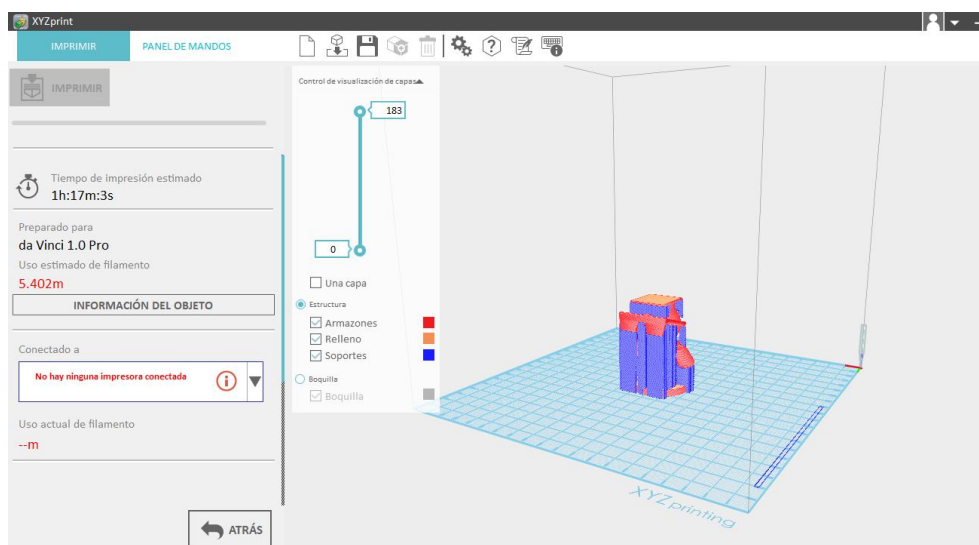 XYZprint
IMPRIMIR
PANEL DE MANDOS
IMPRIMIR
Tiempo de impresión estimado
1h:17m:3s
Preparado para
da Vinci 1.0 Pro
Uso estimado de filamento
5.402m
INFORMACIÓN DEL OBJETO
Conectado a
No hay ninguna impresora conectada
Uso actual de filamento
--m
ATRÁS
Control de visualización de capas
183
0
Una capa
Estructura
Armazones
Relleno
Soportes
Boquilla
Boquilla
XYZprinting